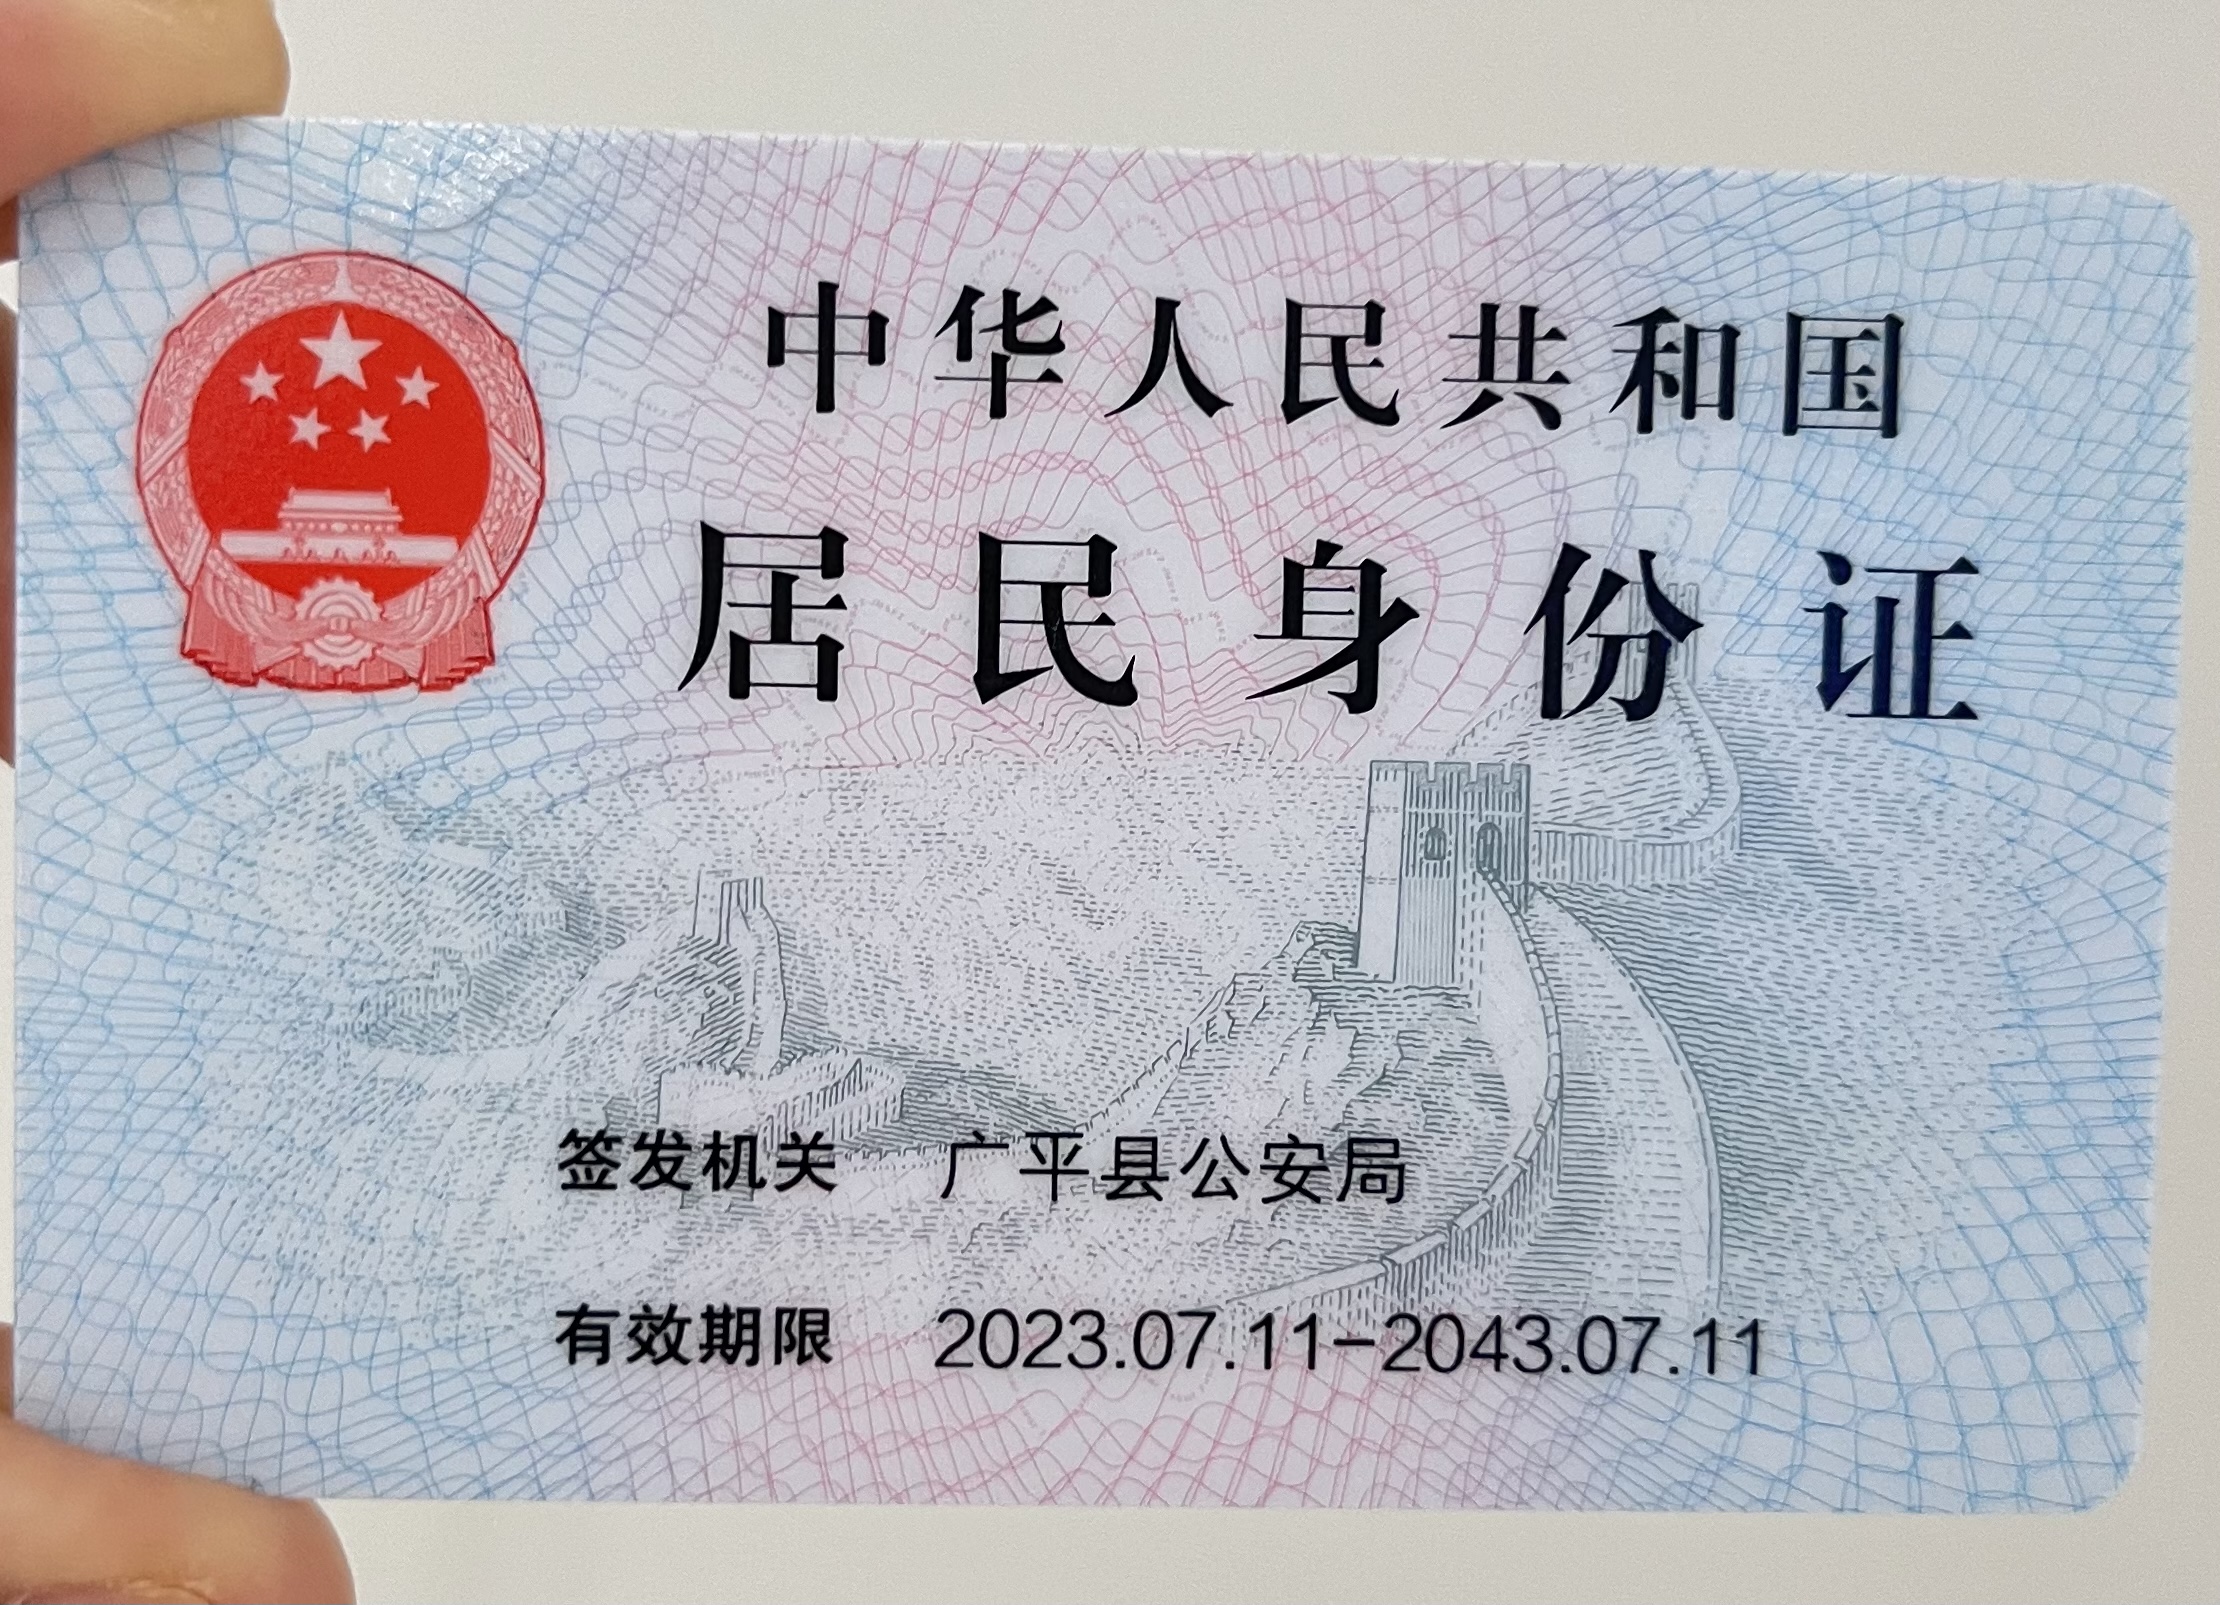 中华人民共和国
居民身份证
签发机关 广平县公安局
有效期限 2023.07.11-2043.07.11